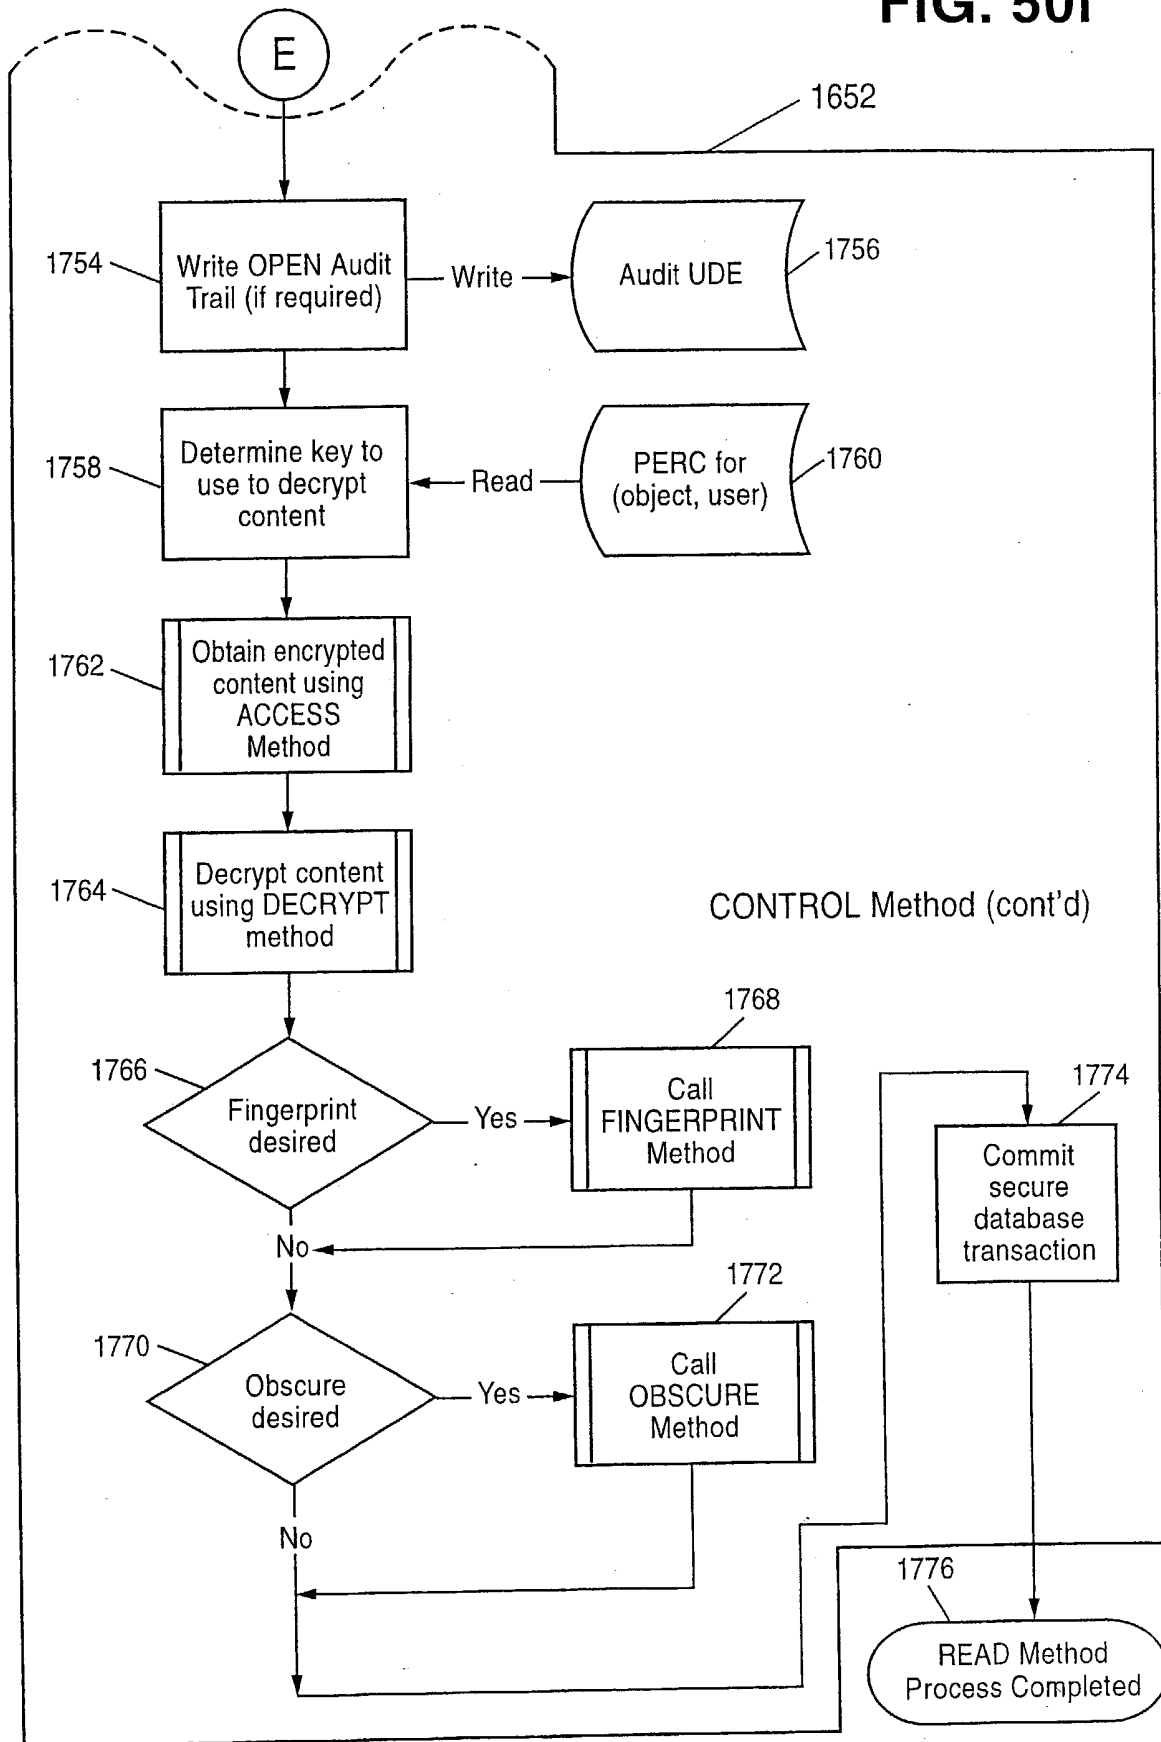 FIG. 50f
E
1652
1754
Write OPEN Audit
Trail (if required)
Write
Audit UDE
1756
1758
Determine key to
use to decrypt
content
Read
PERC for
(object, user)
1760
1762
Obtain encrypted
content using
ACCESS
Method
1764
Decrypt content
using DECRYPT
method
CONTROL Method (cont'd)
1766
Fingerprint
desired
Yes
1768
Call
FINGERPRINT
Method
No
1770
Obscure
desired
Yes
1772
Call
OBSCURE
Method
No
1774
Commit
secure
database
transaction
1776
READ Method
Process Completed